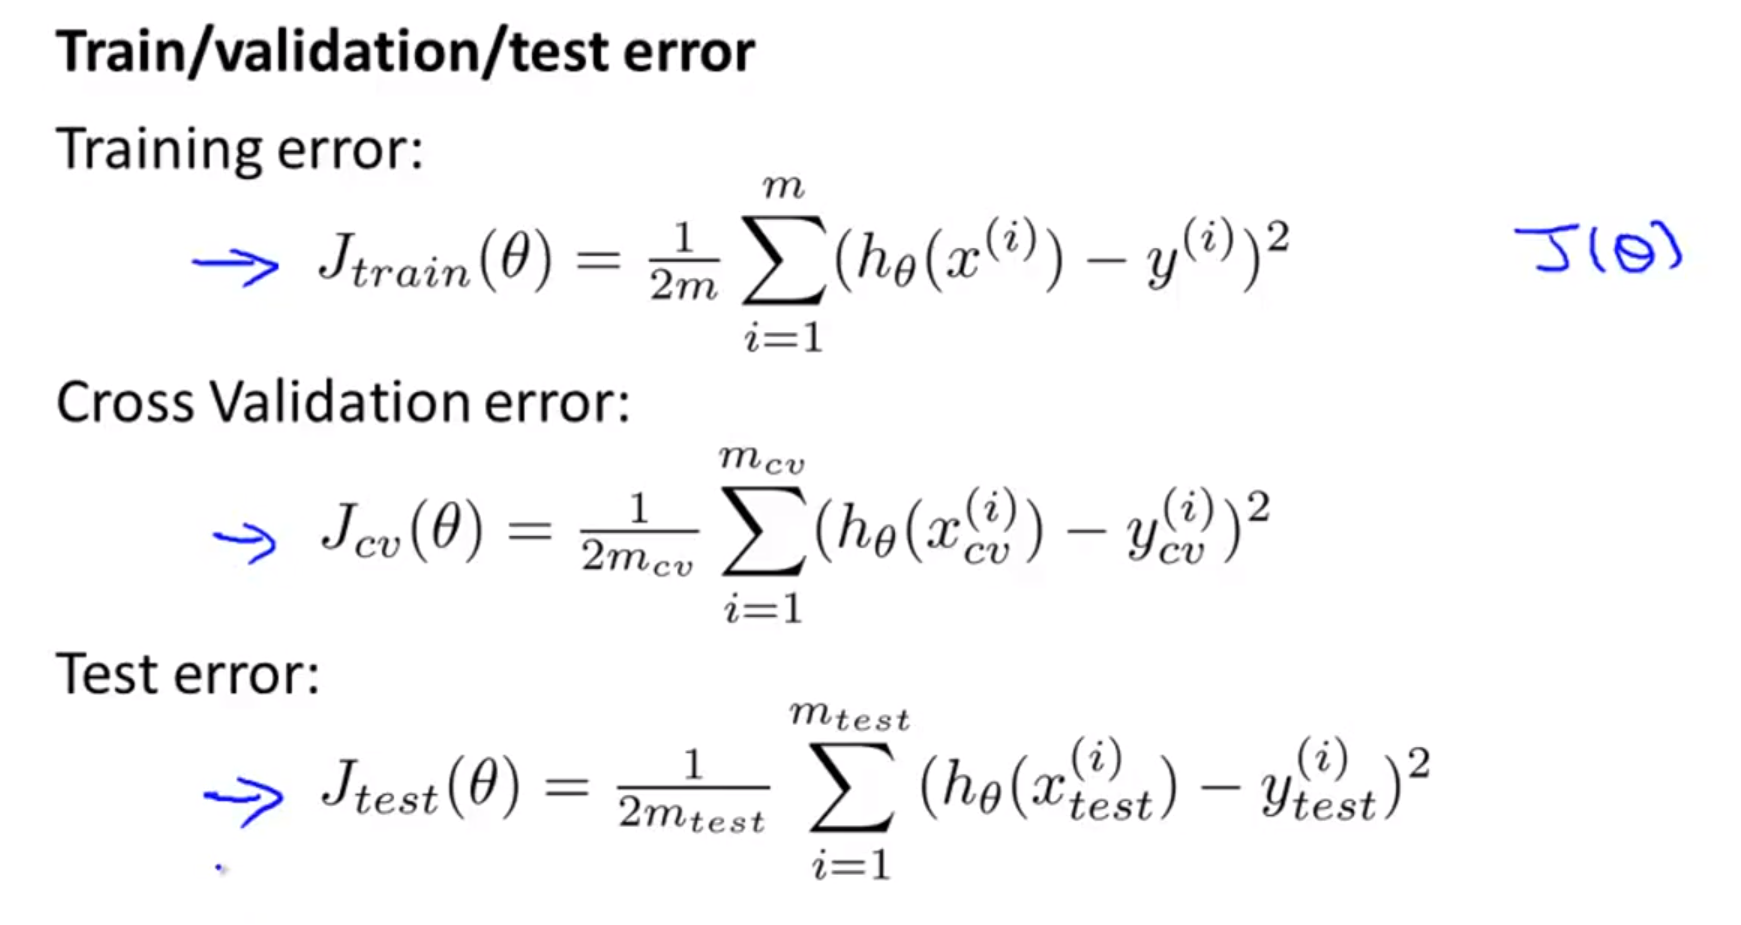 Train/validation/test error
Training error:
→ J_{train}(θ) = \frac{1}{2m} \sum_{i=1}^{m} (h_θ(x^{(i)}) − y^{(i)})^2 J(θ)
Cross Validation error:
→ J_{cv}(θ) = \frac{1}{2m_{cv}} \sum_{i=1}^{m_{cv}} (h_θ(x_{cv}^{(i)}) − y_{cv}^{(i)})^2
Test error:
→ J_{test}(θ) = \frac{1}{2m_{test}} \sum_{i=1}^{m_{test}} (h_θ(x_{test}^{(i)}) − y_{test}^{(i)})^2